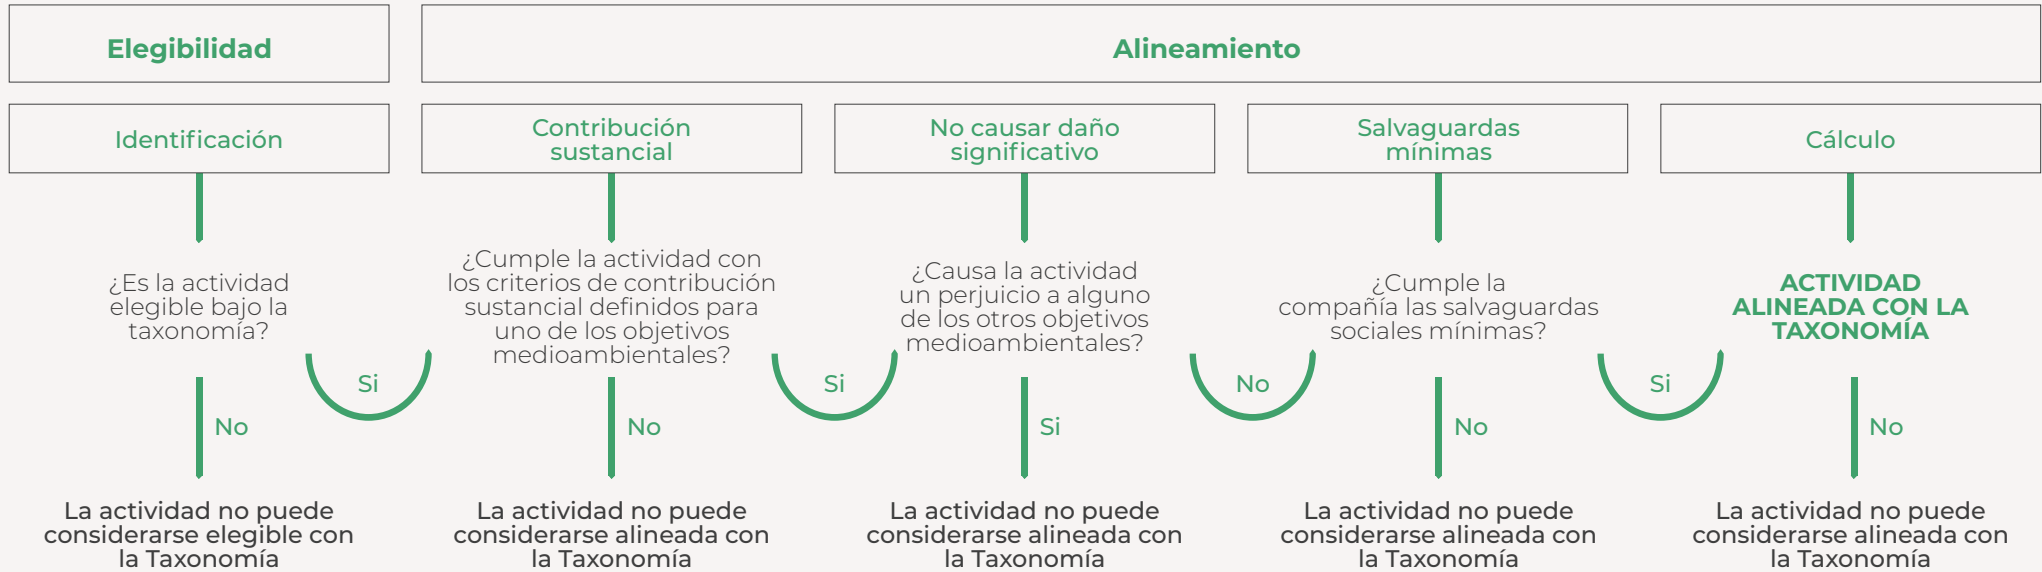 Elegibilidad
Alineamiento
Identificación
Contribución
sustancial
No causar daño
significativo
Salvaguardas
mínimas
Cálculo
¿Es la actividad
elegible bajo la
taxonomía?
¿Cumple la actividad con
los criterios de contribución
sustancial definidos para
uno de los objetivos
medioambientales?
¿Causa la actividad
un perjuicio a alguno
de los otros objetivos
medioambientales?
¿Cumple la
compañía las salvaguardas
sociales mínimas?
ACTIVIDAD
ALINEADA CON LA
TAXONOMÍA
Si
Si
No
Si
No
No
Si
No
No
La actividad no puede
considerarse elegible con
la Taxonomía
La actividad no puede
considerarse alineada con
la Taxonomía
La actividad no puede
considerarse alineada con
la Taxonomía
La actividad no puede
considerarse alineada con
la Taxonomía
La actividad no puede
considerarse alineada con
la Taxonomía